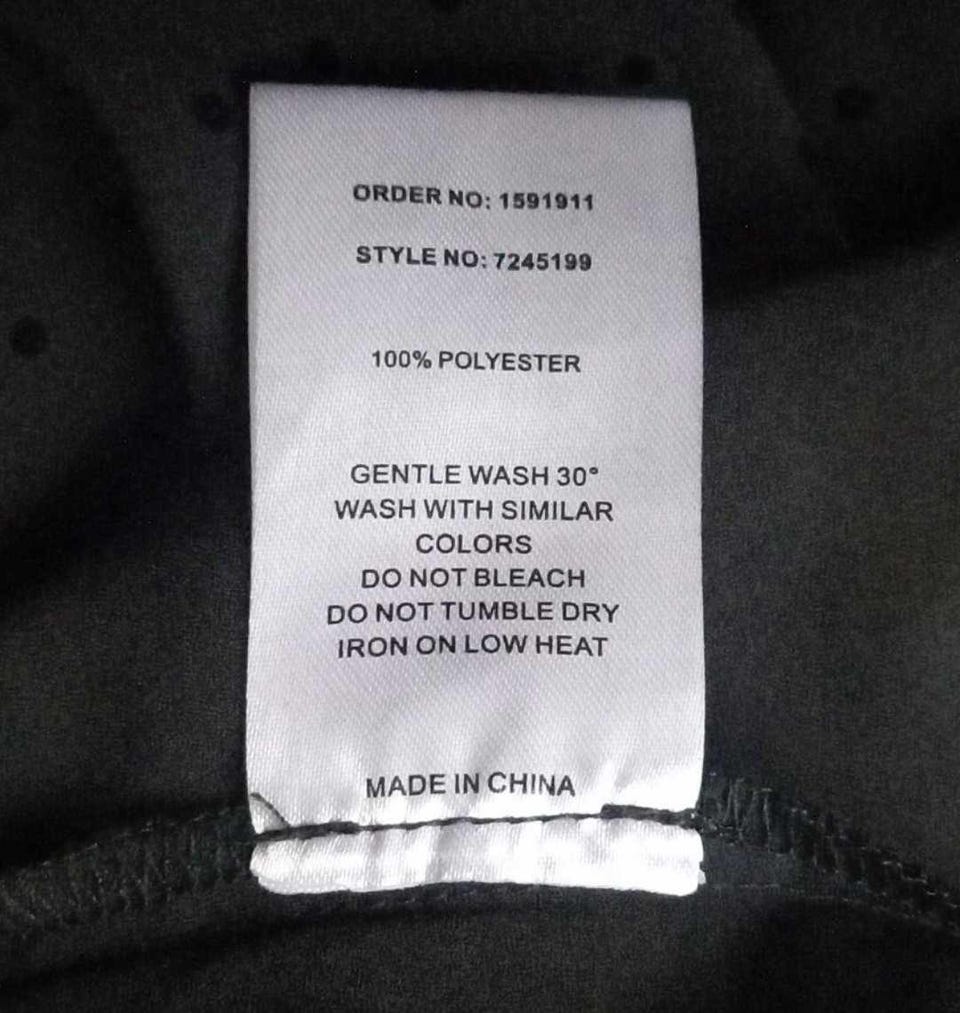 ORDER NO: 1591911
STYLE NO: 7245199
100% POLYESTER
GENTLE WASH 30°
WASH WITH SIMILAR
COLORS
DO NOT BLEACH
DO NOT TUMBLE DRY
IRON ON LOW HEAT
MADE IN CHINA